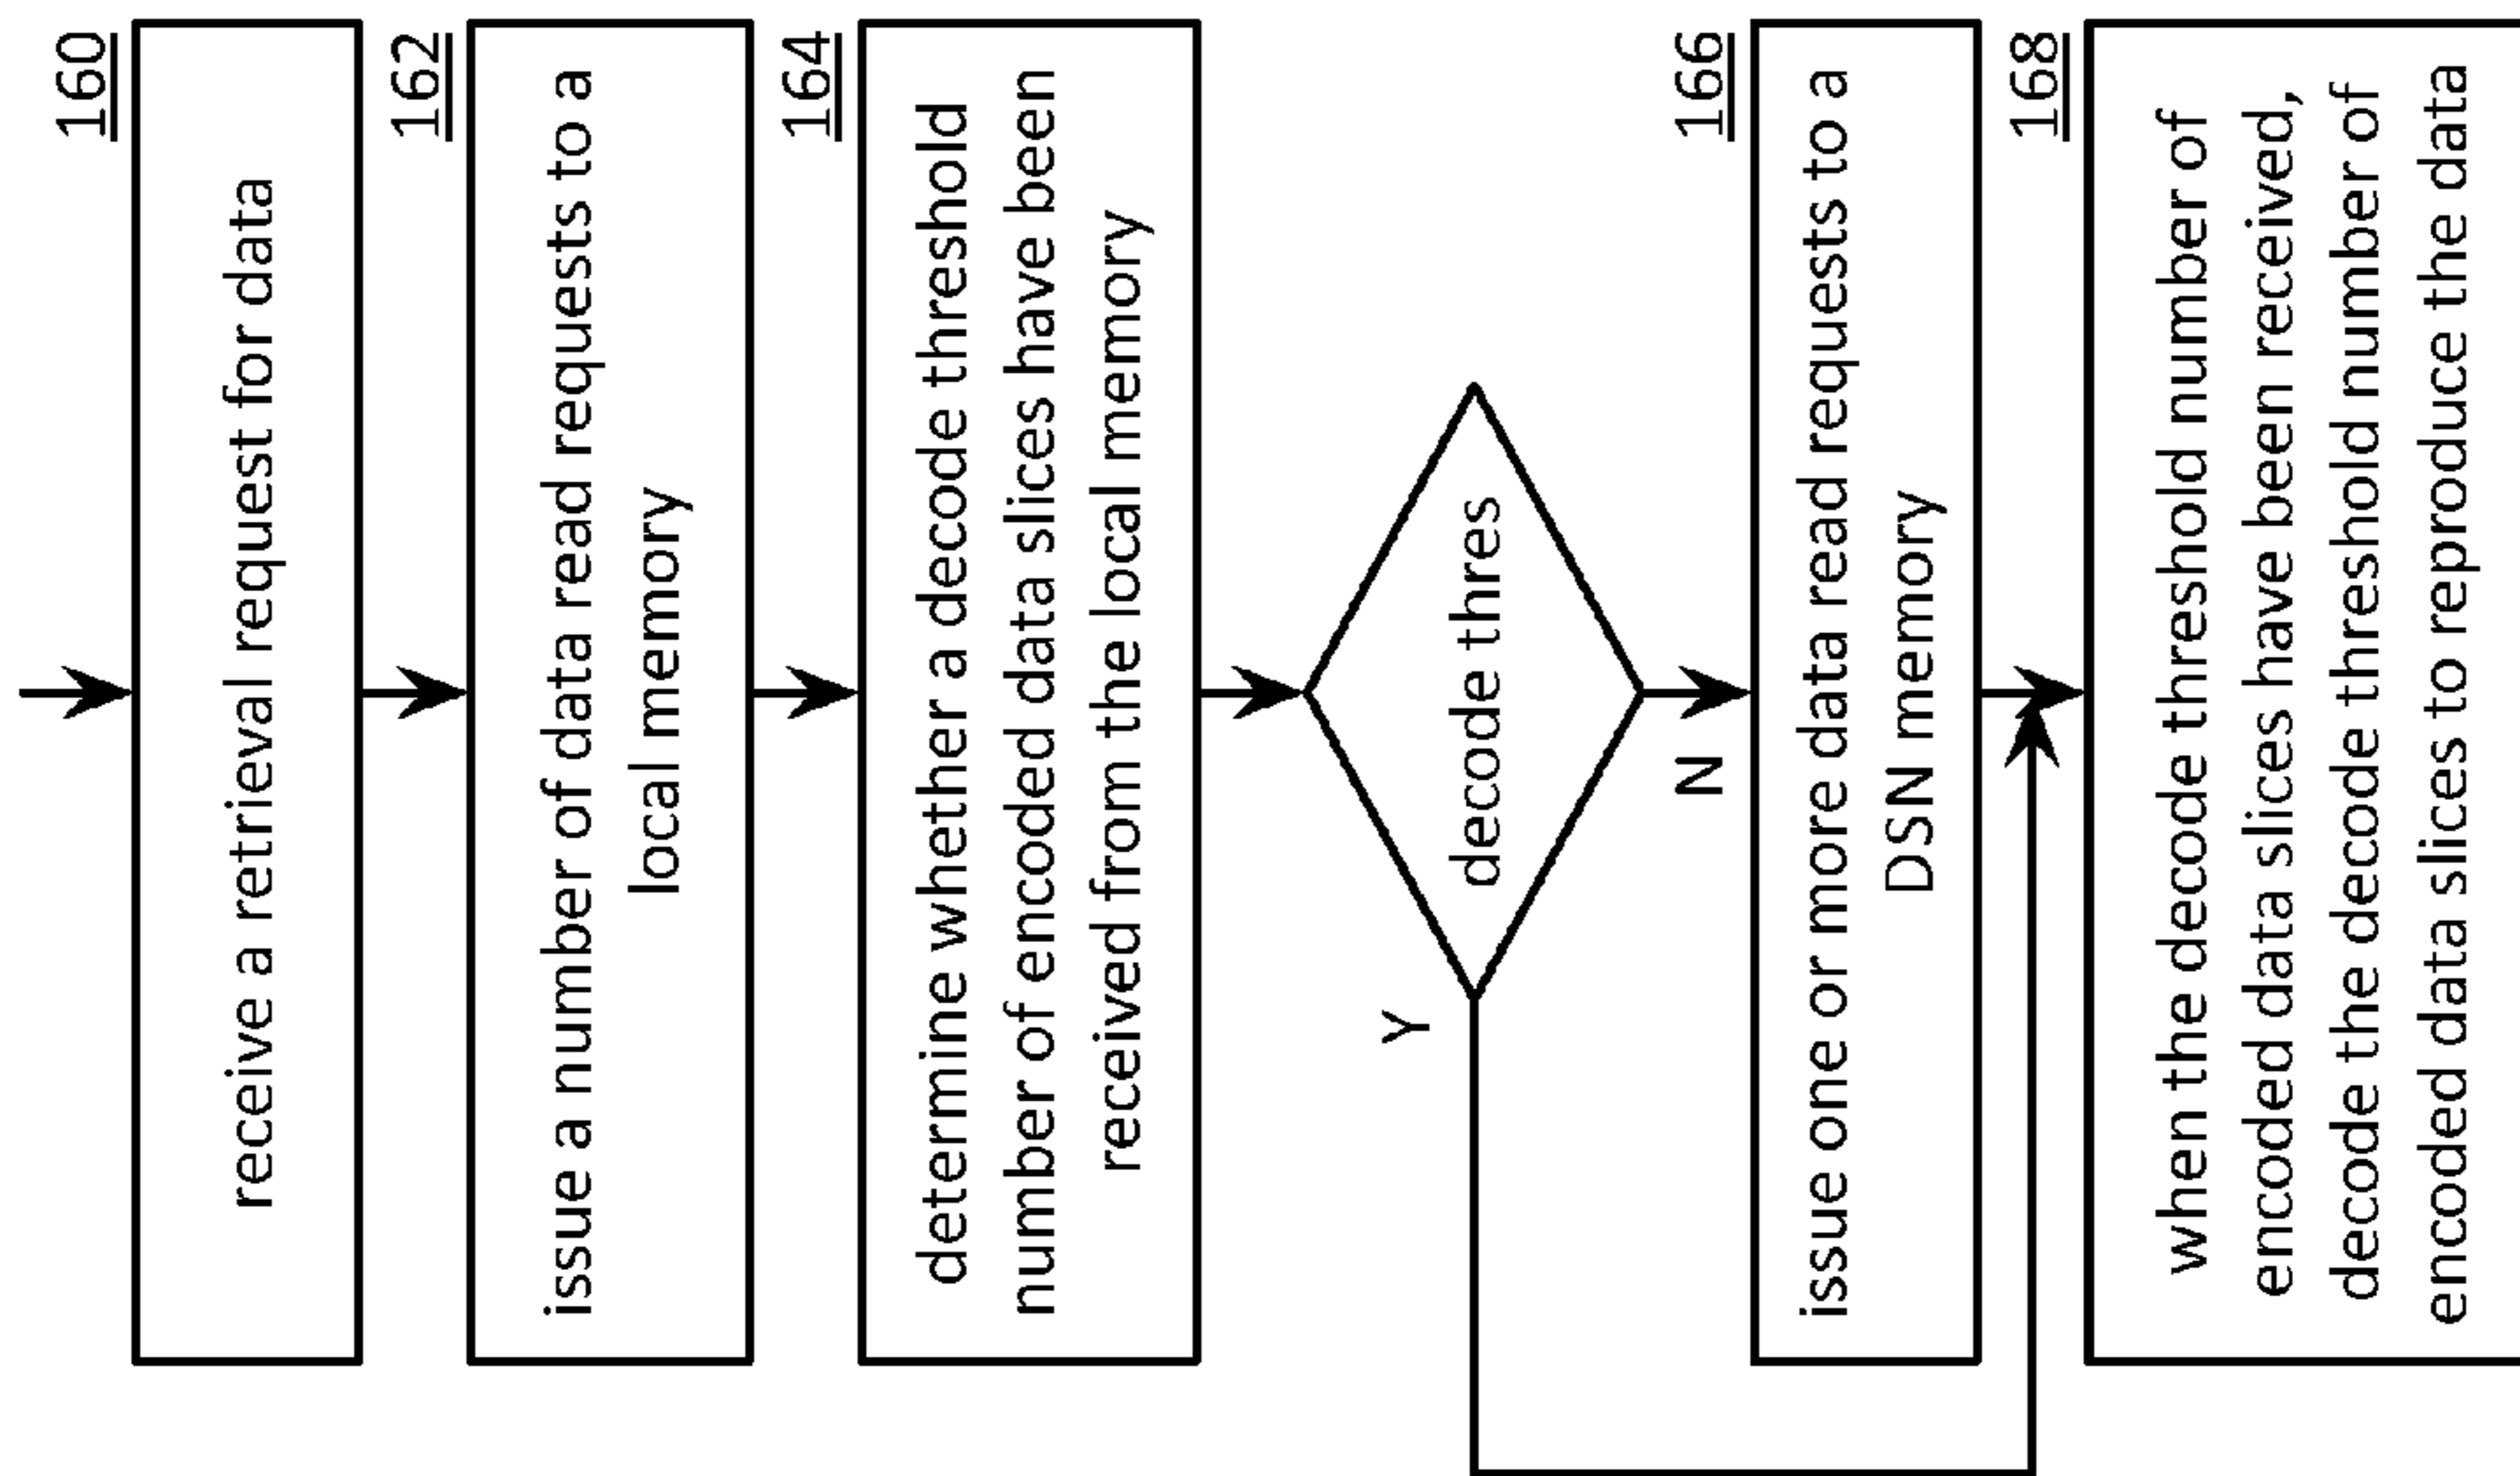 160
receive a retrieval request for data
162
issue a number of data read requests to a
local memory
164
determine whether a decode threshold
number of encoded data slices have been
received from the local memory
decode thres
Y
N
166
issue one or more data read requests to a
DSN memory
168
when the decode threshold number of
encoded data slices have been received,
decode the decode threshold number of
encoded data slices to reproduce the data